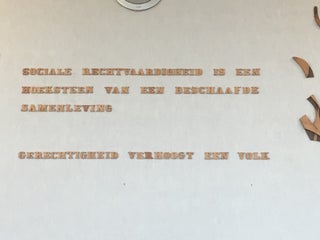 SOCIALE RECHTVAARDIGHEID IS EEN
HOEKSTEEN VAN EEN BESCHAAFDE
SAMENLEVING
GERECHTIGHEID VERHOOGT EEN VOLK